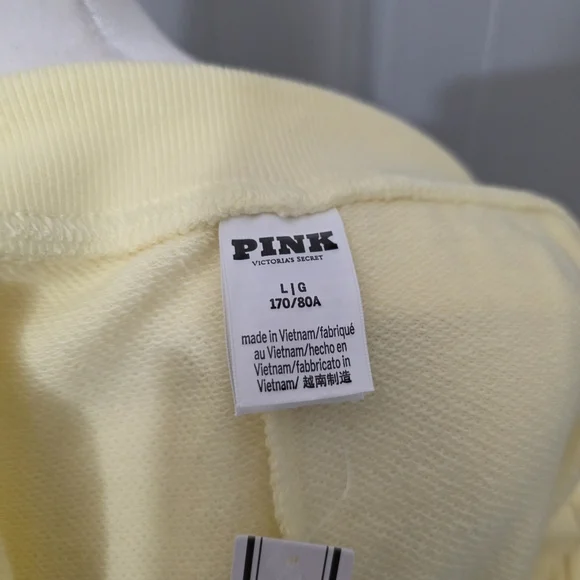 PINK
VICTORIA'S SECRET
L|G
170/80A
made in Vietnam/fabriqué
au Vietnam/hecho en
Vietnam/fabricato in
Vietnam/ 越南制造